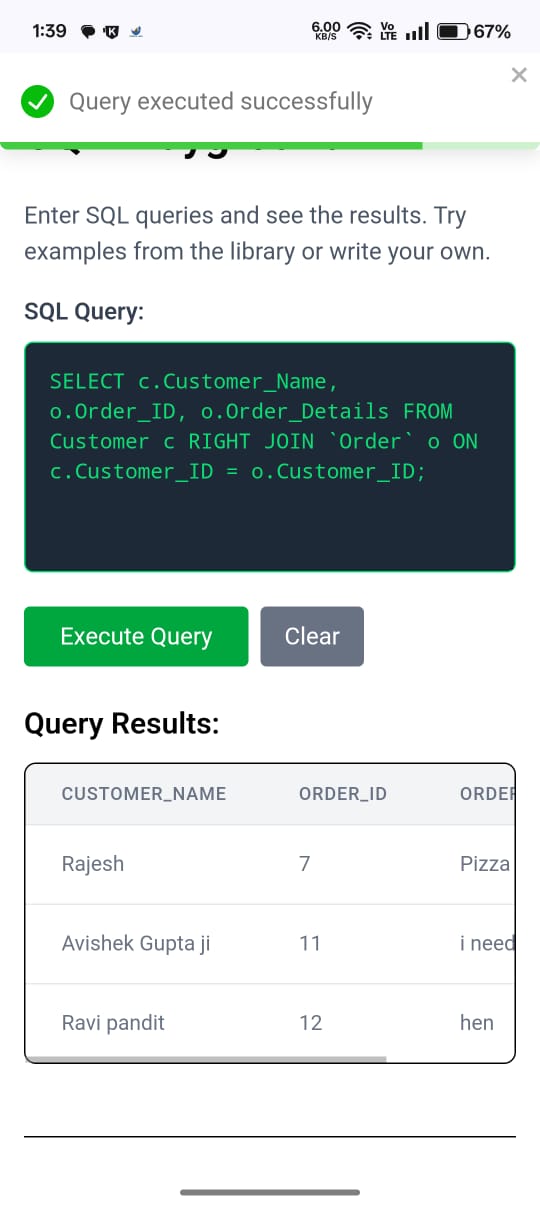 1:39 6.00 KB/S Vo LTE 67%
Query executed successfully
Enter SQL queries and see the results. Try
examples from the library or write your own.
SQL Query:
SELECT c.Customer_Name,
o.Order_ID, o.Order_Details FROM
Customer c RIGHT JOIN `Order` o ON
c.Customer_ID = o.Customer_ID;
Execute Query Clear
Query Results:
CUSTOMER_NAME ORDER_ID ORDER
Rajesh 7 Pizza
Avishek Gupta ji 11 i need
Ravi pandit 12 hen